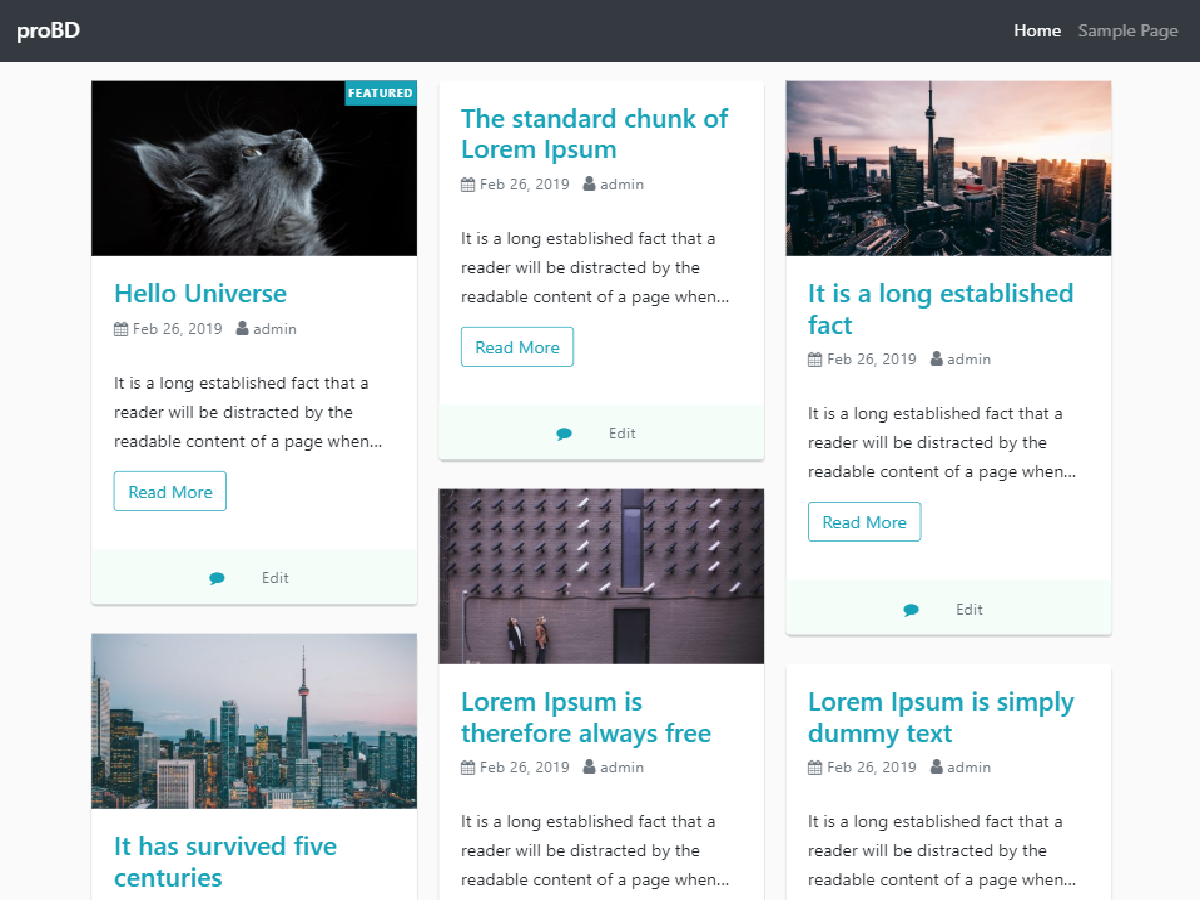 proBD
Home Sample Page
FEATURED
Hello Universe
Feb 26, 2019 admin
It is a long established fact that a
reader will be distracted by the
readable content of a page when...
Read More
Edit
It has survived five
centuries
The standard chunk of
Lorem Ipsum
Feb 26, 2019 admin
It is a long established fact that a
reader will be distracted by the
readable content of a page when...
Read More
Edit
Lorem Ipsum is
therefore always free
Feb 26, 2019 admin
It is a long established fact that a
reader will be distracted by the
readable content of a page when...
It is a long established
fact
Feb 26, 2019 admin
It is a long established fact that a
reader will be distracted by the
readable content of a page when...
Read More
Edit
Lorem Ipsum is simply
dummy text
Feb 26, 2019 admin
It is a long established fact that a
reader will be distracted by the
readable content of a page when...